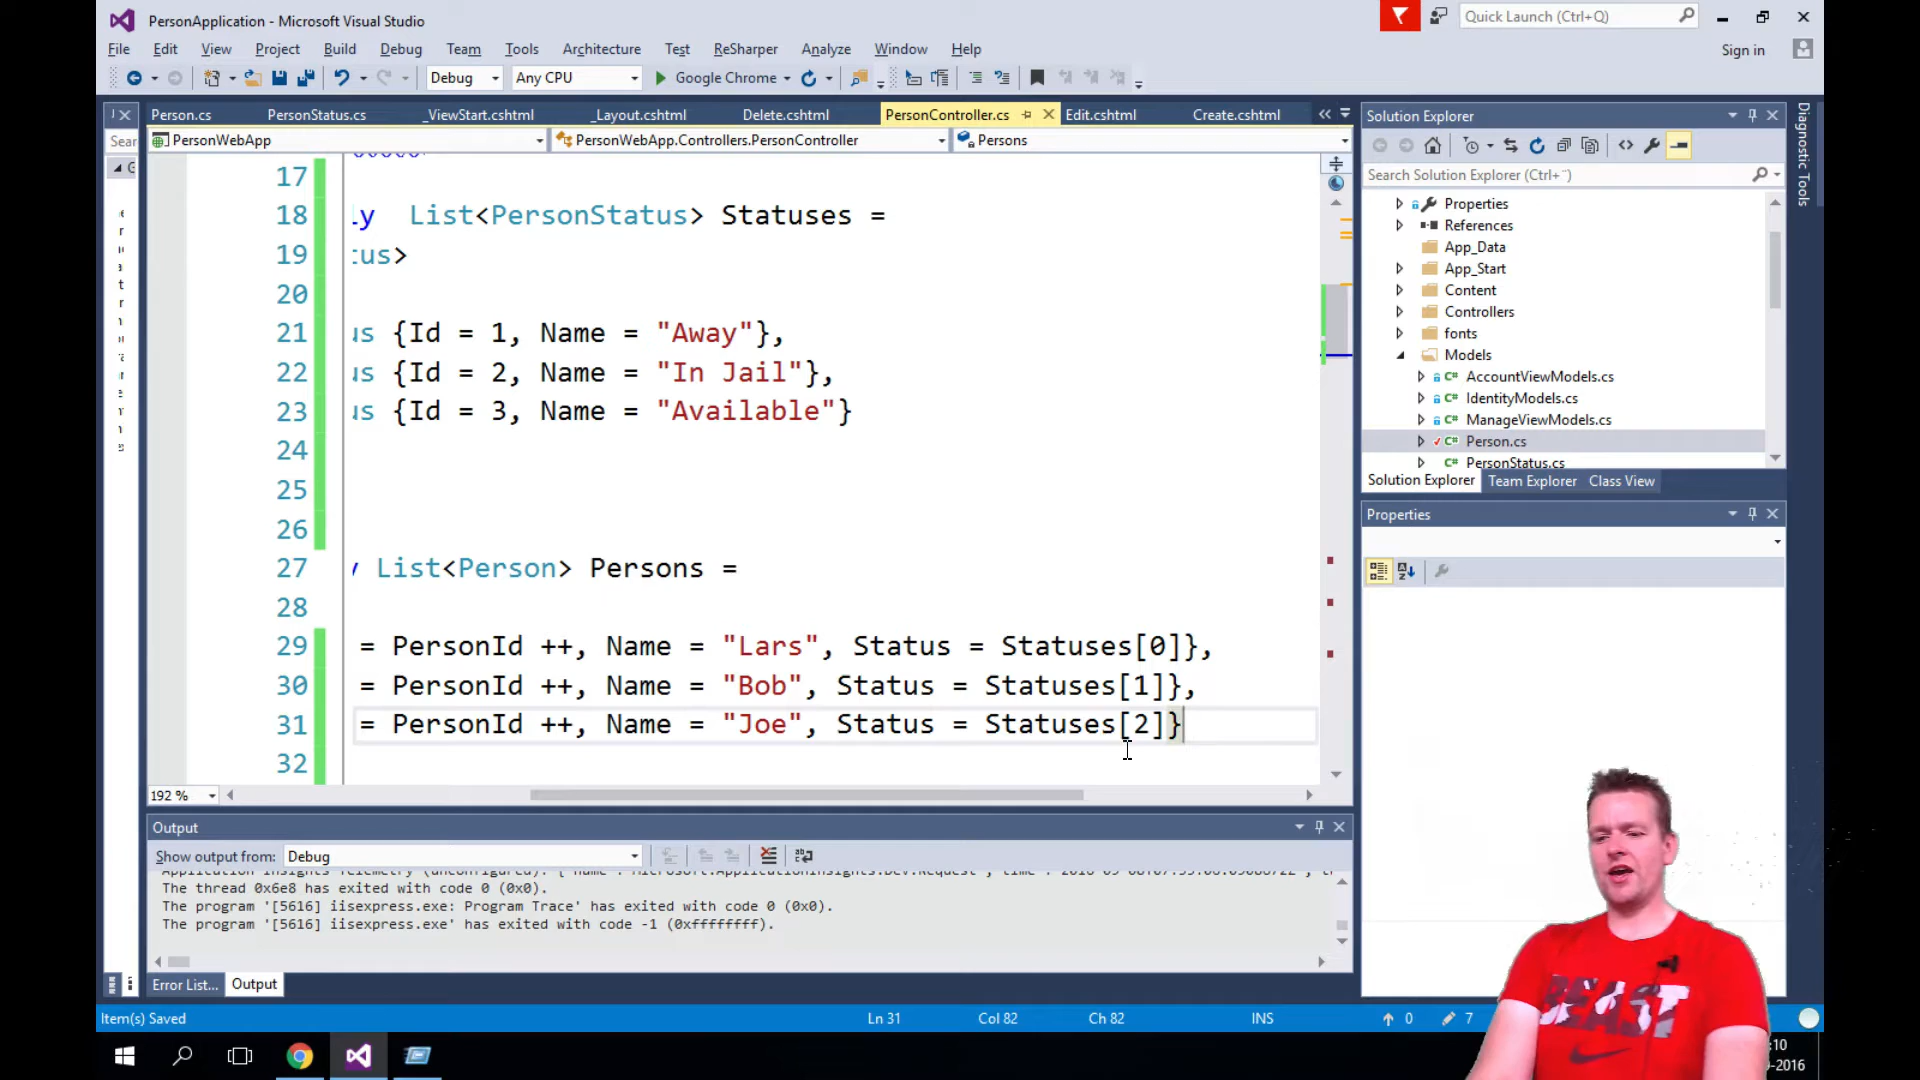 PersonApplication - Microsoft Visual Studio
Quick Launch (Ctrl+Q)
File Edit View Project Build Debug Team Tools Architecture Test ReSharper Analyze Window Help
Sign in
Debug Any CPU Google Chrome
Person.cs PersonStatus.cs _ViewStart.cshtml _Layout.cshtml Delete.cshtml PersonController.cs Edit.cshtml Create.cshtml
PersonWebApp PersonWebApp.Controllers.PersonController Persons
17
18 ly List<PersonStatus> Statuses =
19 tus>
20
21 us {Id = 1, Name = "Away"},
22 us {Id = 2, Name = "In Jail"},
23 us {Id = 3, Name = "Available"}
24
25
26
27 y List<Person> Persons =
28
29 = PersonId ++, Name = "Lars", Status = Statuses[0]},
30 = PersonId ++, Name = "Bob", Status = Statuses[1]},
31 = PersonId ++, Name = "Joe", Status = Statuses[2]}
32
192 %
Output
Show output from: Debug
The thread 0x6e8 has exited with code 0 (0x0).
The program '[5616] iisexpress.exe: Program Trace' has exited with code 0 (0x0).
The program '[5616] iisexpress.exe' has exited with code -1 (0xffffffff).
Error List... Output
Solution Explorer
Search Solution Explorer (Ctrl+¨)
Properties
References
App_Data
App_Start
Content
Controllers
fonts
Models
AccountViewModels.cs
IdentityModels.cs
ManageViewModels.cs
Person.cs
PersonStatus.cs
Solution Explorer Team Explorer Class View
Properties
Diagnostic Tools
Item(s) Saved Ln 31 Col 82 Ch 82 INS 0 7
:10
-2016
BEAST